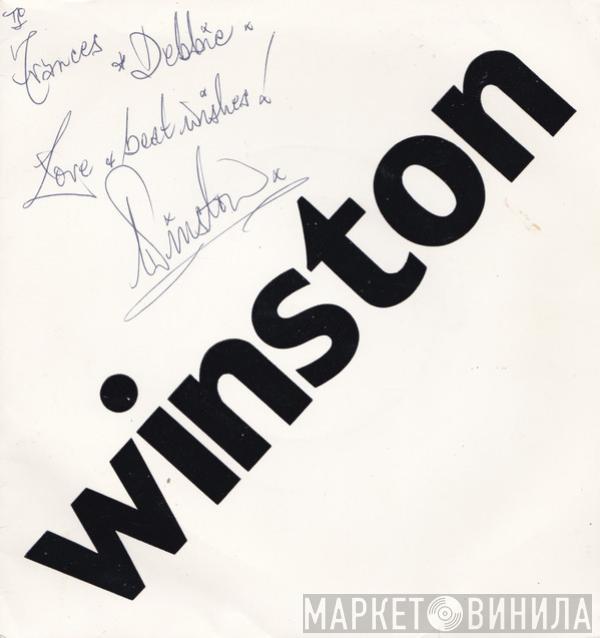 To
Frances & Debbie.
Love & best wishes!
Winston x
winston
МАРКЕТ ВИНИЛА